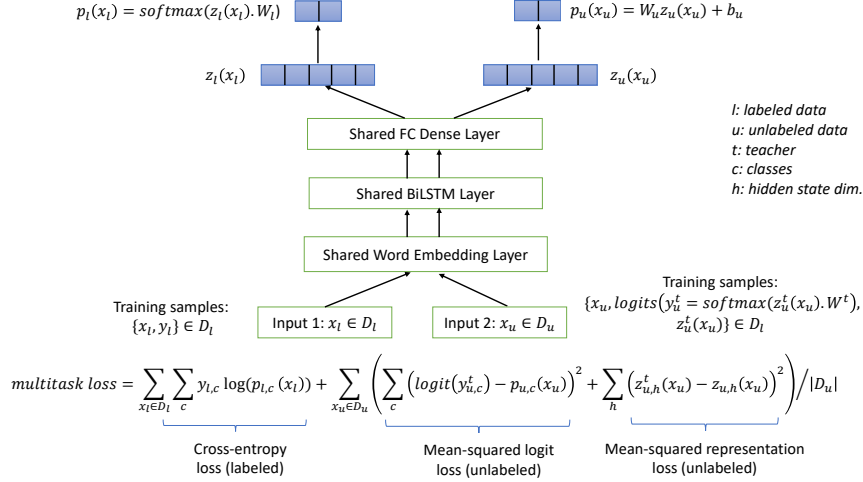 p_l(x_l) = softmax(z_l(x_l).W_l)
p_u(x_u) = W_u z_u(x_u) + b_u
z_l(x_l)
z_u(x_u)
l: labeled data
u: unlabeled data
t: teacher
c: classes
h: hidden state dim.
Shared FC Dense Layer
Shared BiLSTM Layer
Shared Word Embedding Layer
Training samples:
{x_l, y_l} ∈ D_l
Input 1: x_l ∈ D_l
Input 2: x_u ∈ D_u
Training samples:
{x_u, logits(y_u^t = softmax(z_u^t(x_u).W^t),
z_u^t(x_u)} ∈ D_l
multitask loss = ∑_{x_l∈D_l} ∑_c y_{l,c} log(p_{l,c}(x_l)) + ∑_{x_u∈D_u} (∑_c (logit(y_{u,c}^t) − p_{u,c}(x_u))^2 + ∑_h (z_{u,h}^t(x_u) − z_{u,h}(x_u))^2) / |D_u|
Cross-entropy
loss (labeled)
Mean-squared logit
loss (unlabeled)
Mean-squared representation
loss (unlabeled)